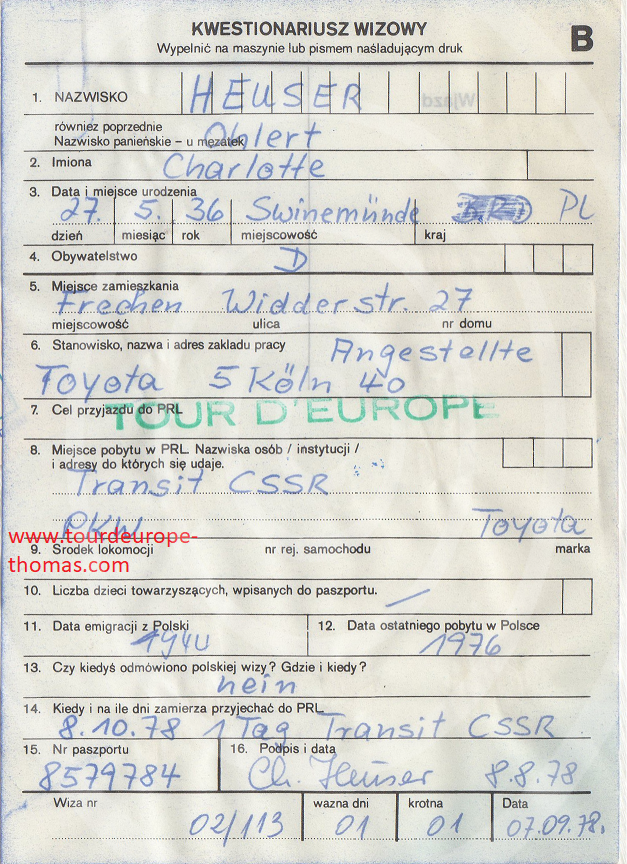 KWESTIONARIUSZ WIZOWY
Wypełnić na maszynie lub pismem naśladującym druk
B
1. NAZWISKO HEUSER
Wjazd
również poprzednie
Nazwisko panieńskie – u mężatek Ohlert
2. Imiona Charlotte
3. Data i miejsce urodzenia
27. 5. 36 Swinemünde PL
dzień miesiąc rok miejscowość kraj
4. Obywatelstwo D
5. Miejsce zamieszkania
Frechen Widderstr. 27
miejscowość ulica nr domu
6. Stanowisko, nazwa i adres zakładu pracy Angestellte
Toyota 5 Köln 40
7. Cel przyjazdu do PRL
TOUR D'EUROPE
8. Miejsce pobytu w PRL. Nazwiska osób / instytucji /
i adresy do których się udaje.
Transit CSSR
PKW Toyota
www.tourdeurope-
thomas.com
9. Środek lokomocji nr rej. samochodu marka
10. Liczba dzieci towarzyszących, wpisanych do paszportu. —
11. Data emigracji z Polski 12. Data ostatniego pobytu w Polsce
1976
13. Czy kiedyś odmówiono polskiej wizy? Gdzie i kiedy?
nein
14. Kiedy i na ile dni zamierza przyjechać do PRL
8.10.78 1 Tag Transit CSSR
15. Nr paszportu 16. Podpis i data
8579784 Ch. Heuser 8.8.78
Wiza nr ważna dni krotna Data
02/113 01 01 07.09.78.